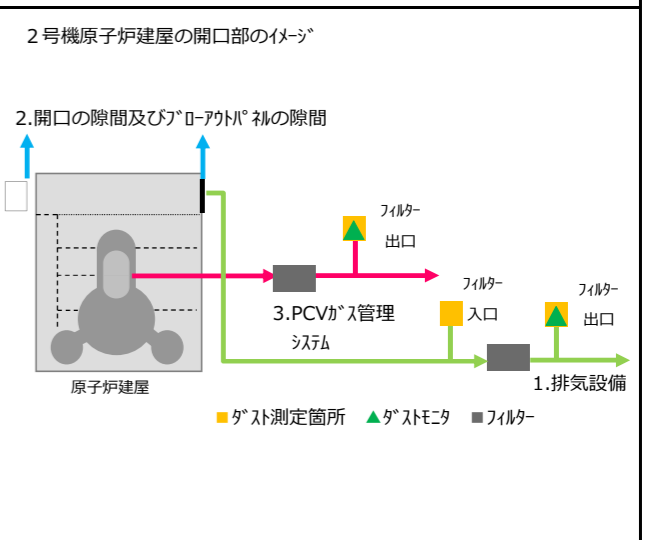 ２号機原子炉建屋の開口部のｲﾒｰｼﾞ
2.開口の隙間及びﾌﾞﾛｰｱｳﾄﾊﾟﾈﾙの隙間
ﾌｨﾙﾀｰ
出口
3.PCVｶﾞｽ管理
ｼｽﾃﾑ
ﾌｨﾙﾀｰ
入口
ﾌｨﾙﾀｰ
出口
1.排気設備
原子炉建屋
■ﾀﾞｽﾄ測定箇所 ▲ﾀﾞｽﾄﾓﾆﾀ ■ﾌｨﾙﾀｰ